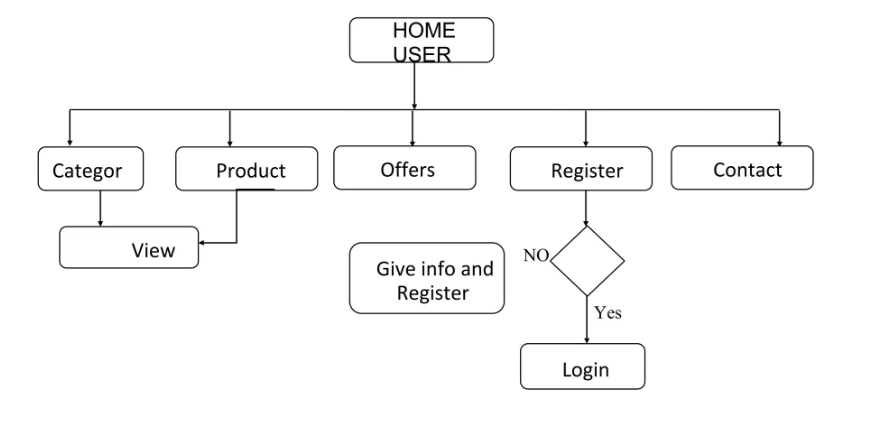 HOME
USER
Categor
Product
Offers
Register
Contact
View
Give info and
Register
NO
Yes
Login